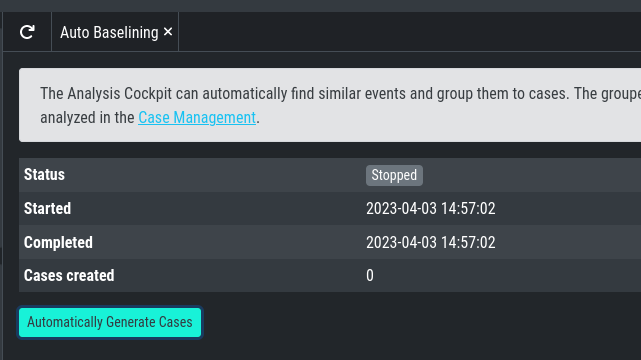 Auto Baselining ×
The Analysis Cockpit can automatically find similar events and group them to cases. The groupe
analyzed in the Case Management.
Status Stopped
Started 2023-04-03 14:57:02
Completed 2023-04-03 14:57:02
Cases created 0
Automatically Generate Cases